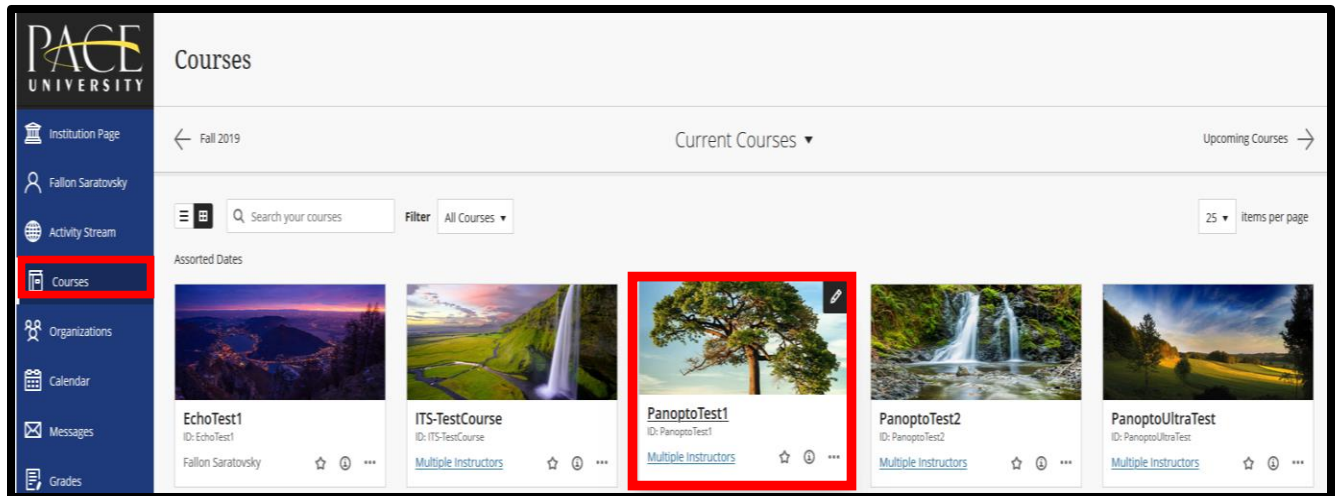 PACE
UNIVERSITY
Courses
Institution Page
Fallon Saratovsky
Activity Stream
Courses
Organizations
Calendar
Messages
Grades
Fall 2019
Current Courses
Upcoming Courses
Search your courses
Filter
All Courses
25
items per page
Assorted Dates
EchoTest1
ID: EchoTest1
Fallon Saratovsky
ITS-TestCourse
ID: ITS-TestCourse
Multiple Instructors
PanoptoTest1
ID: PanoptoTest1
Multiple Instructors
PanoptoTest2
ID: PanoptoTest2
Multiple Instructors
PanoptoUltraTest
ID: PanoptoUltraTest
Multiple Instructors